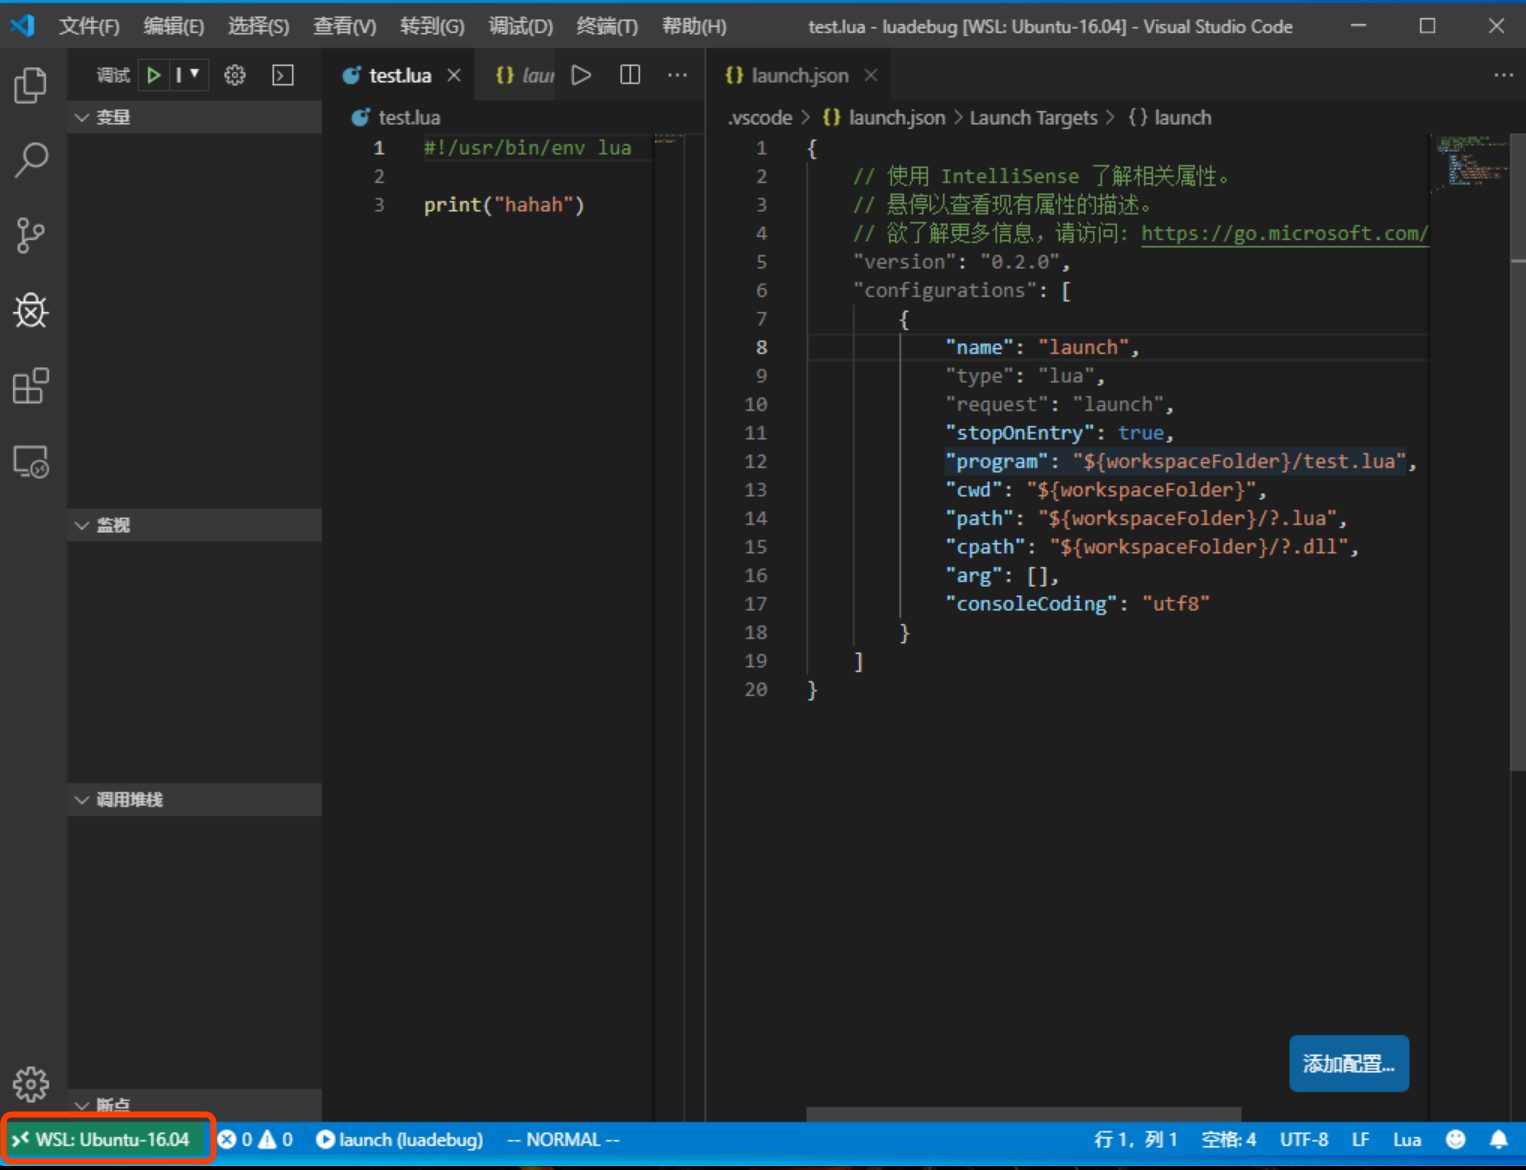 文件(F) 编辑(E) 选择(S) 查看(V) 转到(G) 调试(D) 终端(T) 帮助(H) test.lua - luadebug [WSL: Ubuntu-16.04] - Visual Studio Code
调试
变量
监视
调用堆栈
断点
test.lua
test.lua
1 #!/usr/bin/env lua
2
3 print("hahah")
launch.json
.vscode > {} launch.json > Launch Targets > {} launch
1 {
2 // 使用 IntelliSense 了解相关属性。
3 // 悬停以查看现有属性的描述。
4 // 欲了解更多信息，请访问: https://go.microsoft.com/
5 "version": "0.2.0",
6 "configurations": [
7 {
8 "name": "launch",
9 "type": "lua",
10 "request": "launch",
11 "stopOnEntry": true,
12 "program": "${workspaceFolder}/test.lua",
13 "cwd": "${workspaceFolder}",
14 "path": "${workspaceFolder}/?.lua",
15 "cpath": "${workspaceFolder}/?.dll",
16 "arg": [],
17 "consoleCoding": "utf8"
18 }
19 ]
20 }
添加配置...
WSL: Ubuntu-16.04 0 0 launch (luadebug) -- NORMAL -- 行 1，列 1 空格: 4 UTF-8 LF Lua